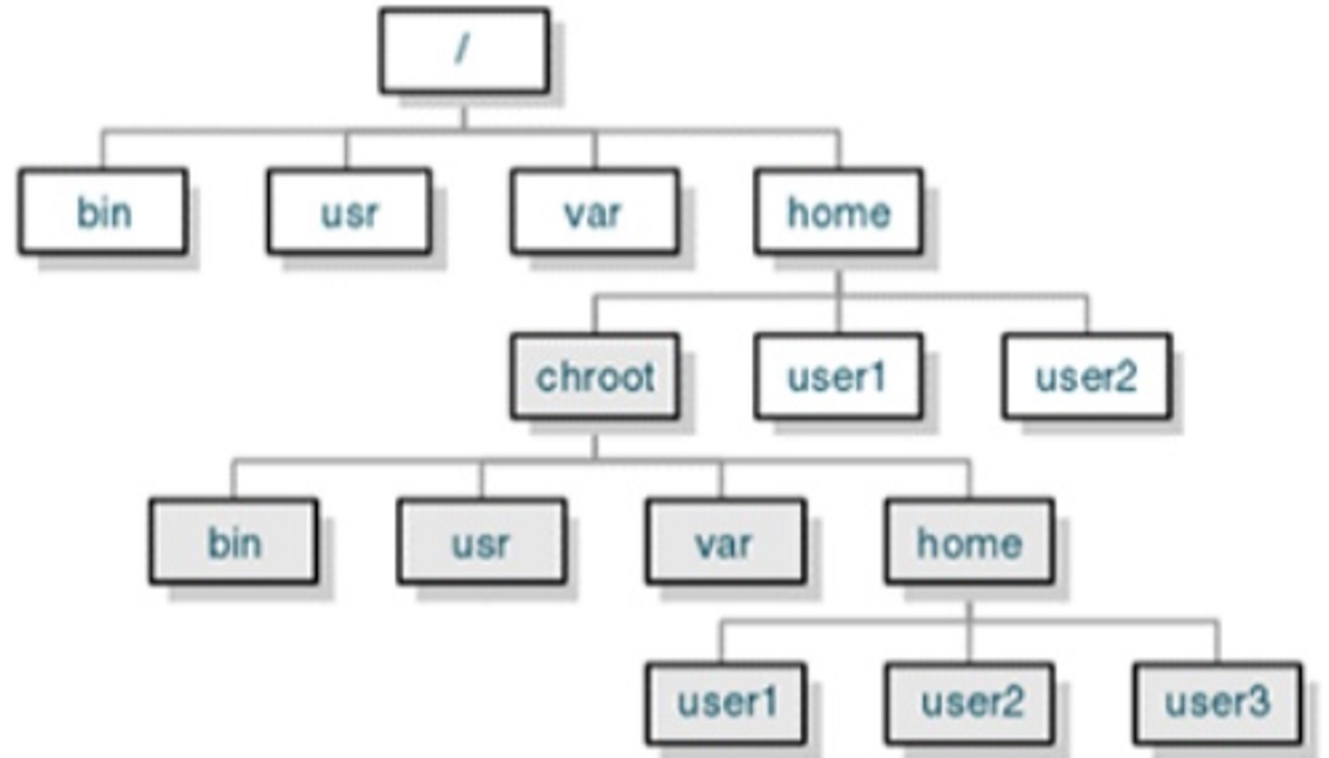 /
bin usr var home
chroot user1 user2
bin usr var home
user1 user2 user3